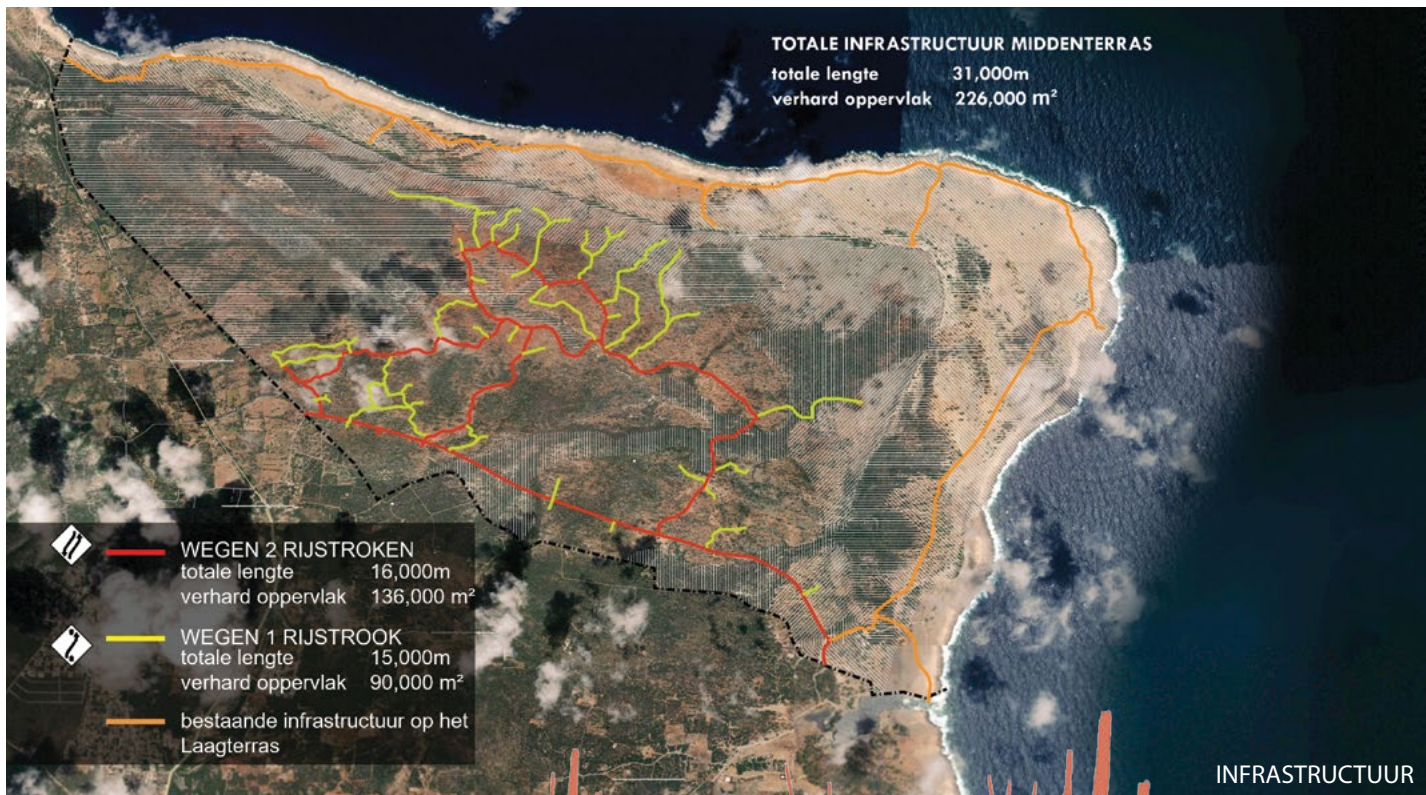 TOTALE INFRASTRUCTUUR MIDDENTERRAS
totale lengte 31,000m
verhard oppervlak 226,000 m²
WEGEN 2 RIJSTROKEN
totale lengte 16,000m
verhard oppervlak 136,000 m²
WEGEN 1 RIJSTROOK
totale lengte 15,000m
verhard oppervlak 90,000 m²
bestaande infrastructuur op het
Laagterras
INFRASTRUCTUUR